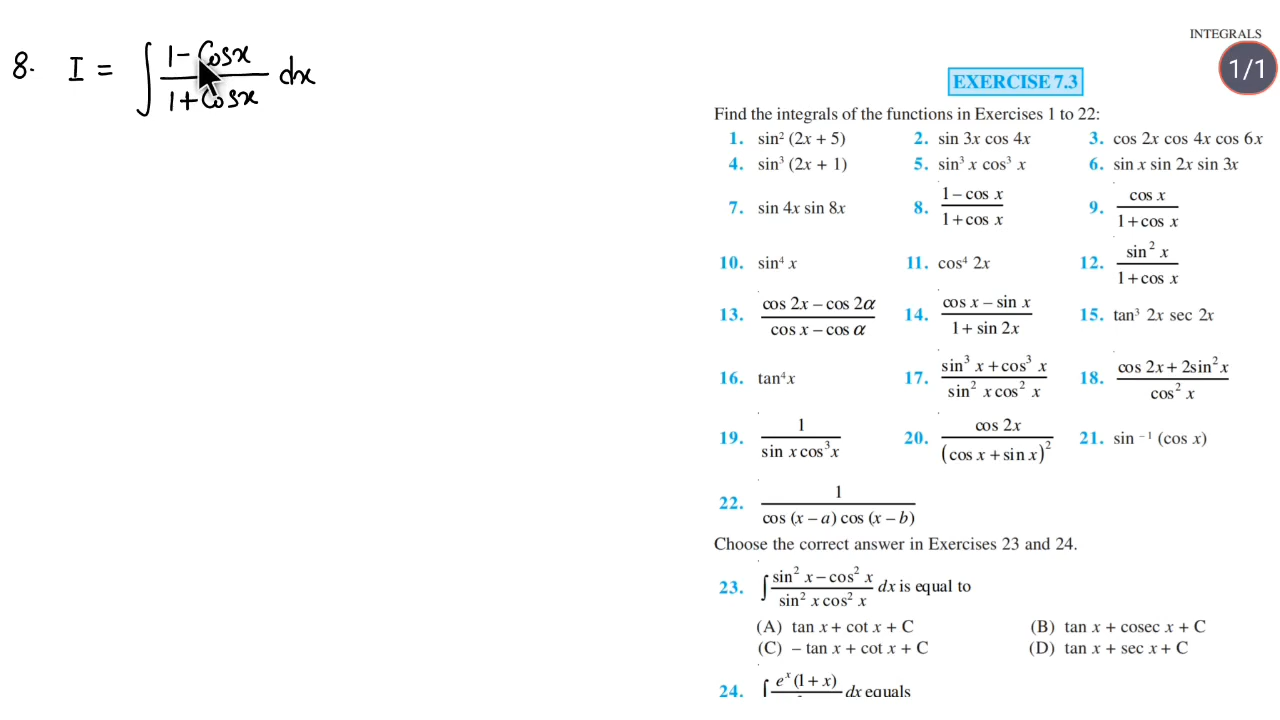 8. I = ∫ (1 - Cosx)/(1 + Cosx) dx
INTEGRALS
1/1
EXERCISE 7.3
Find the integrals of the functions in Exercises 1 to 22:
1. sin² (2x + 5) 2. sin 3x cos 4x 3. cos 2x cos 4x cos 6x
4. sin³ (2x + 1) 5. sin³ x cos³ x 6. sin x sin 2x sin 3x
7. sin 4x sin 8x 8. (1 – cos x)/(1 + cos x) 9. cos x/(1 + cos x)
10. sin⁴ x 11. cos⁴ 2x 12. sin² x/(1 + cos x)
13. (cos 2x – cos 2α)/(cos x – cos α) 14. (cos x – sin x)/(1 + sin 2x) 15. tan³ 2x sec 2x
16. tan⁴x 17. (sin³ x + cos³ x)/(sin² x cos² x) 18. (cos 2x + 2sin² x)/(cos² x)
19. 1/(sin x cos³ x) 20. cos 2x/(cos x + sin x)² 21. sin ⁻¹ (cos x)
22. 1/(cos (x – a) cos (x – b))
Choose the correct answer in Exercises 23 and 24.
23. ∫ (sin² x – cos² x)/(sin² x cos² x) dx is equal to
(A) tan x + cot x + C (B) tan x + cosec x + C
(C) – tan x + cot x + C (D) tan x + sec x + C
24. ∫ eˣ (1 + x) dx equals